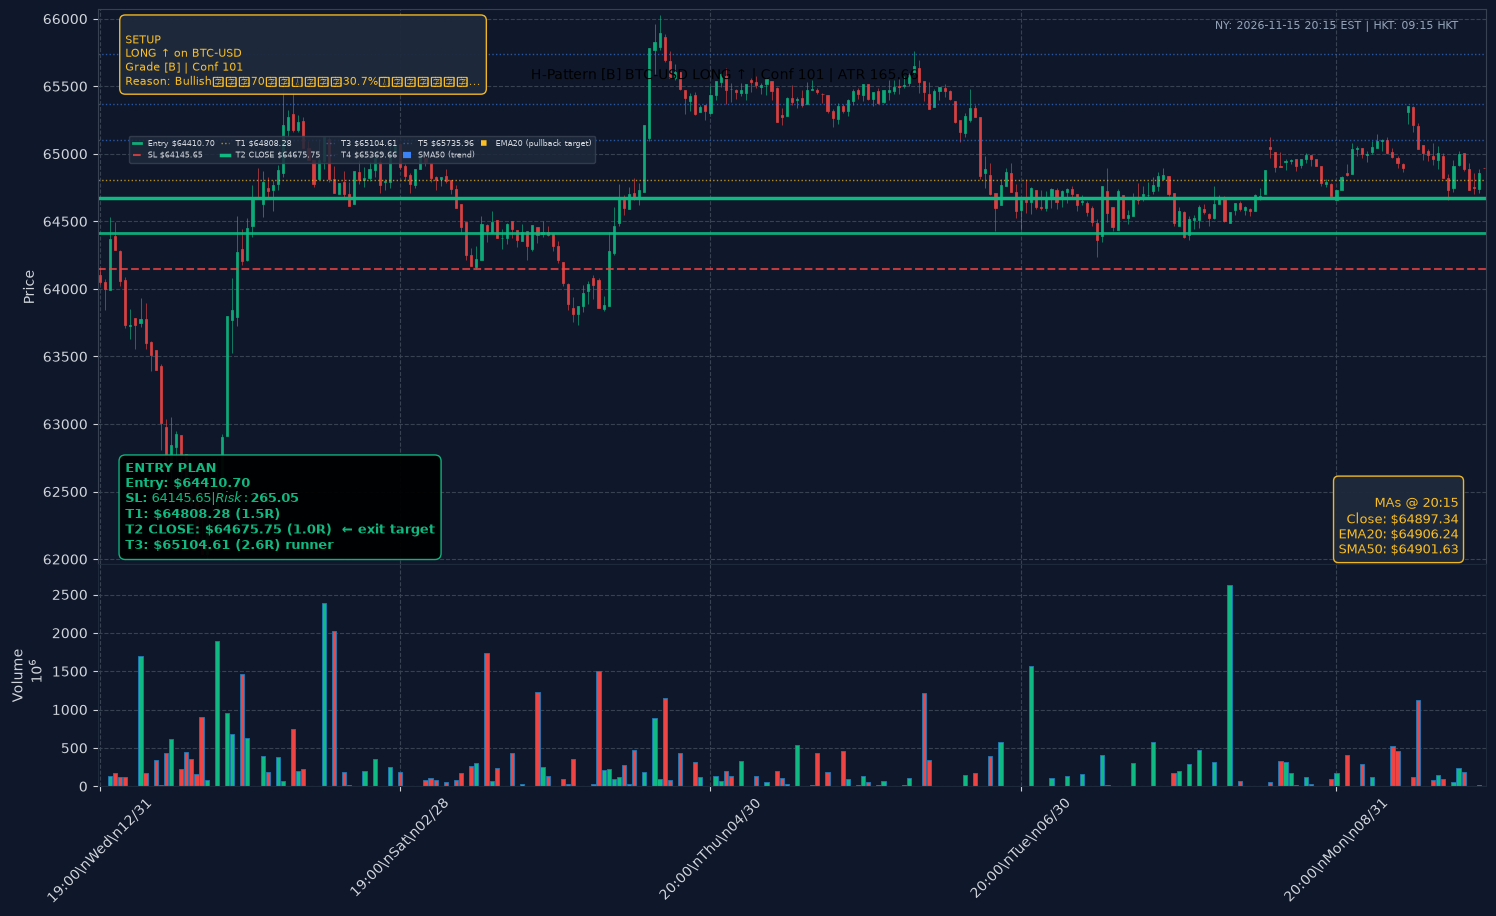 NY: 2026-11-15 20:15 EST | HKT: 09:15 HKT
SETUP
LONG ↑ on BTC-USD
Grade [B] | Conf 101
H-Pattern [B] BTC-USD LONG ↑ | Conf 101 | ATR 165.65
Reason: Bullish 70 30.7% ...
Entry $64410.70
SL $64145.65
T1 $64808.28
T2 CLOSE $64675.75
T3 $65104.61
T4 $65369.66
T5 $65735.96
SMA50 (trend)
EMA20 (pullback target)
66000
65500
65000
64500
64000
63500
63000
62500
62000
Price
ENTRY PLAN
Entry: $64410.70
SL: 64145.65|Risk:265.05
T1: $64808.28 (1.5R)
T2 CLOSE: $64675.75 (1.0R) ← exit target
T3: $65104.61 (2.6R) runner
MAs @ 20:15
Close: $64897.34
EMA20: $64906.24
SMA50: $64901.63
2500
2000
1500
1000
500
0
Volume
10⁶
19:00\nWed\n12/31
19:00\nSat\n02/28
20:00\nThu\n04/30
20:00\nTue\n06/30
20:00\nMon\n08/31